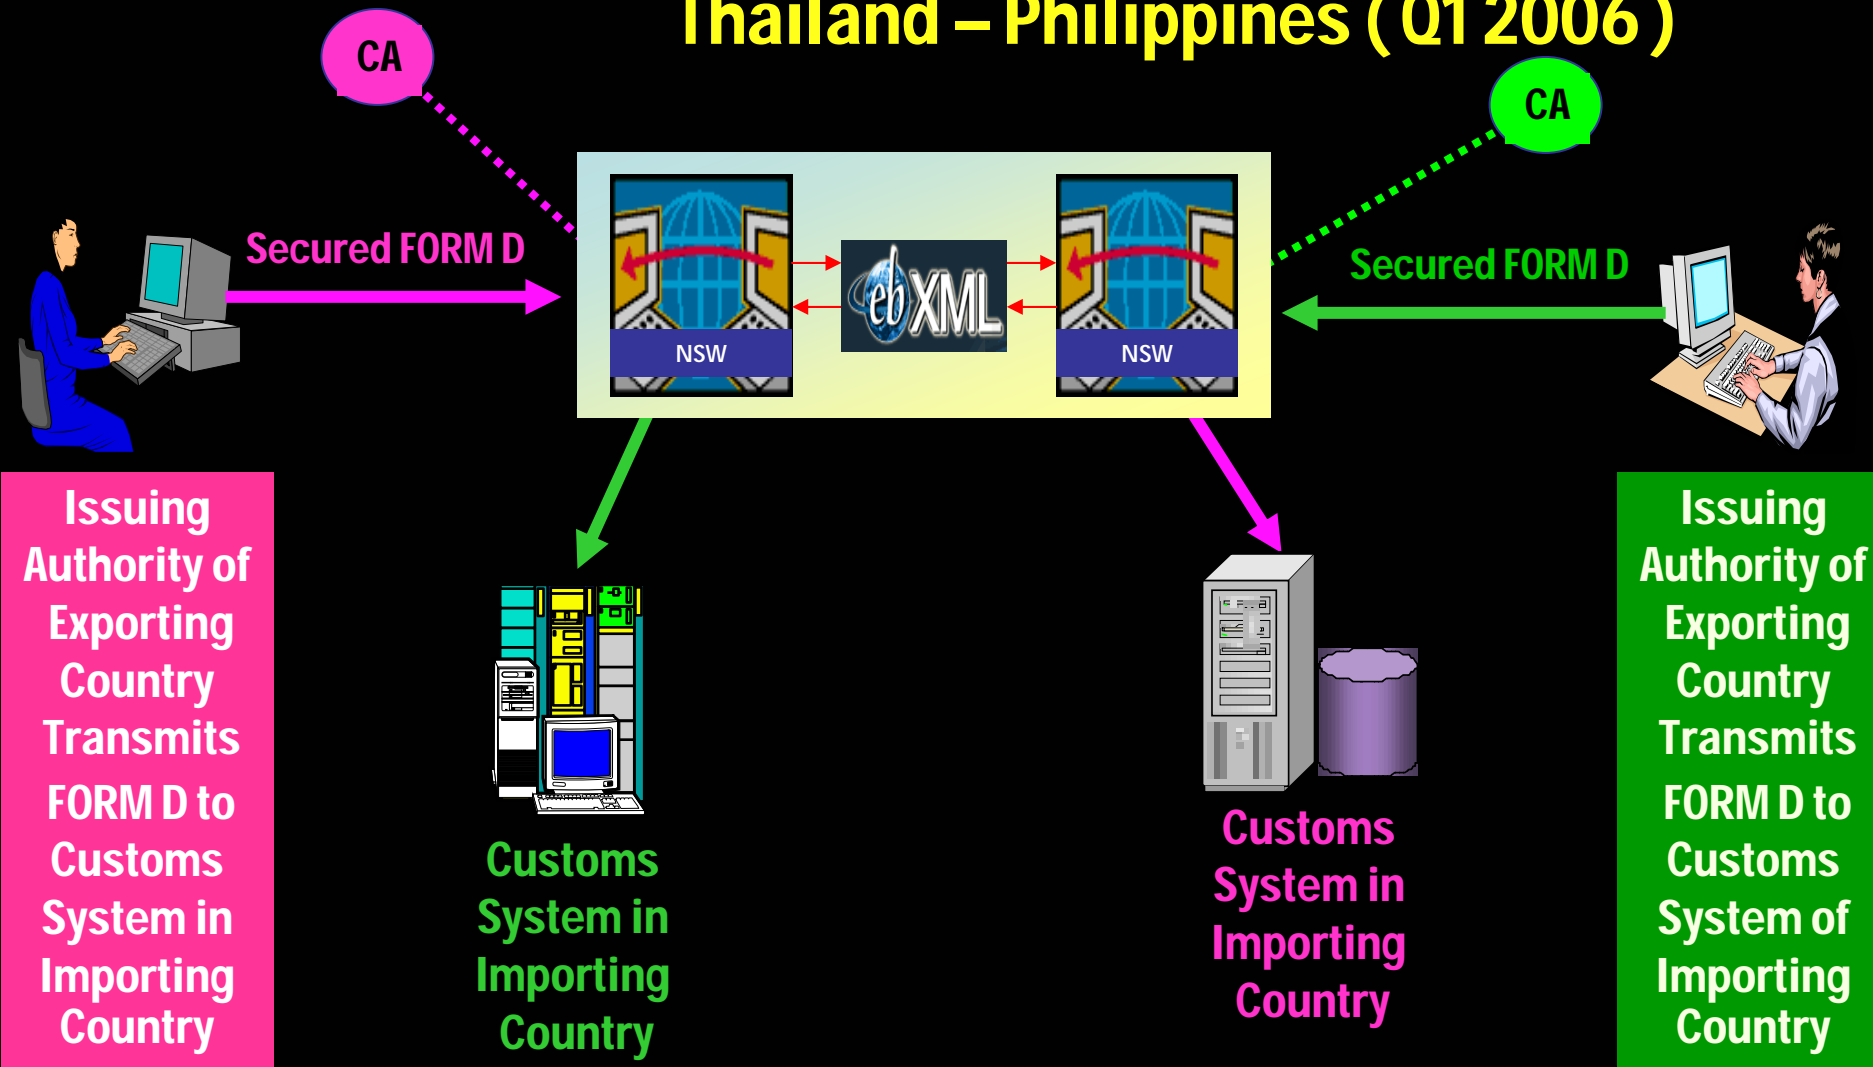 Thailand – Philippines ( Q1 2006 )
CA
CA
Secured FORM D
Secured FORM D
ebXML
NSW
NSW
Issuing
Authority of
Exporting
Country
Transmits
FORM D to
Customs
System in
Importing
Country
Customs
System in
Importing
Country
Customs
System in
Importing
Country
Issuing
Authority of
Exporting
Country
Transmits
FORM D to
Customs
System of
Importing
Country